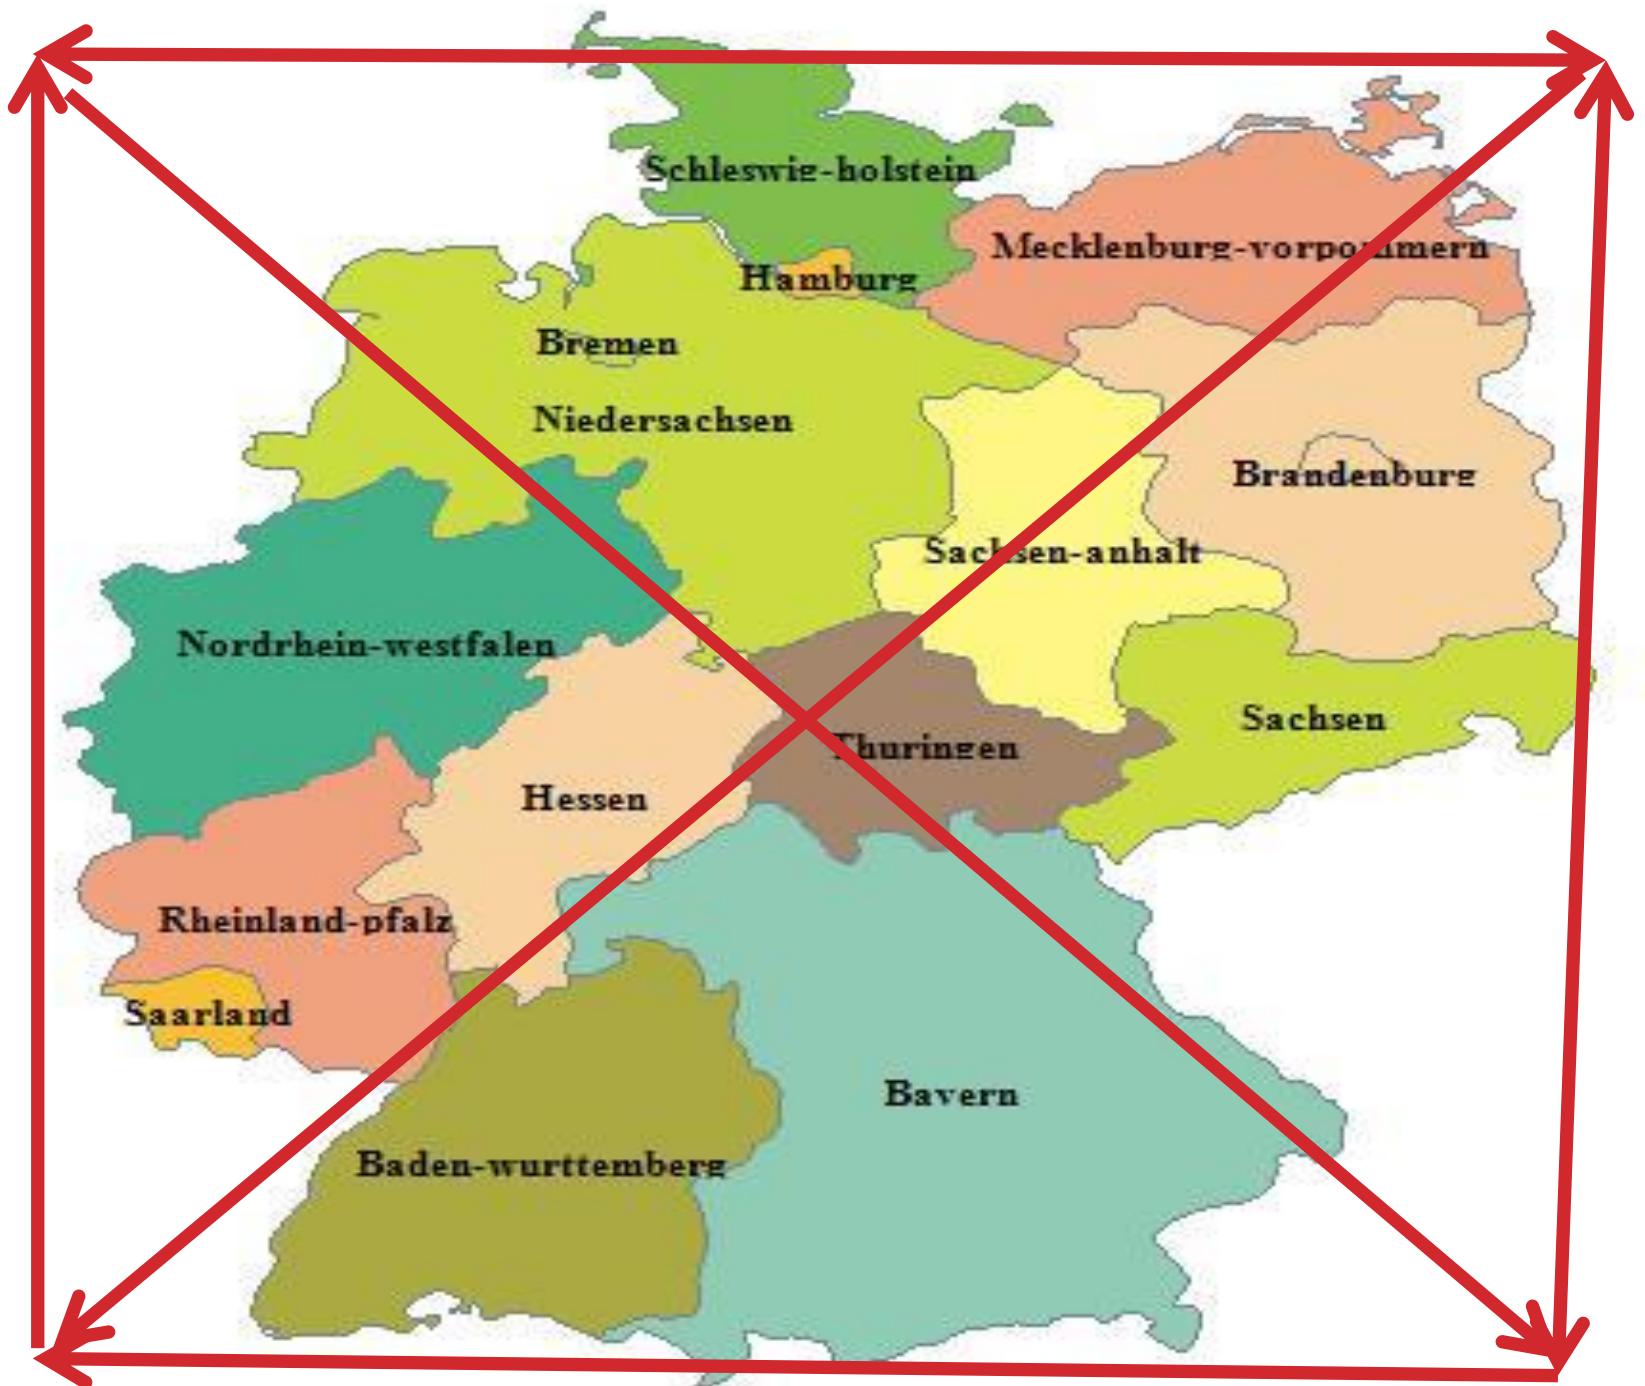 Schleswig-holstein
Mecklenburg-vorpommern
Hamburg
Bremen
Niedersachsen
Brandenburg
Sachsen-anhalt
Nordrhein-westfalen
Sachsen
Thuringen
Hessen
Rheinland-pfalz
Saarland
Bayern
Baden-wurttemberg